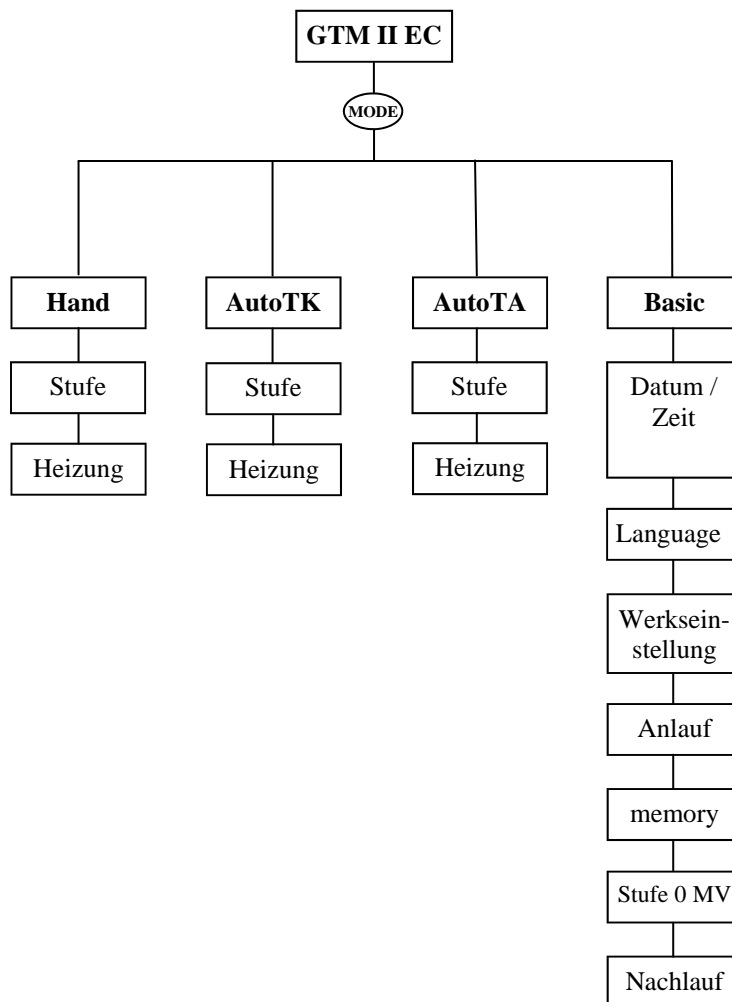 GTM II EC
MODE
Hand
AutoTK
AutoTA
Basic
Stufe
Stufe
Stufe
Datum /
Zeit
Heizung
Heizung
Heizung
Language
Werksein-
stellung
Anlauf
memory
Stufe 0 MV
Nachlauf